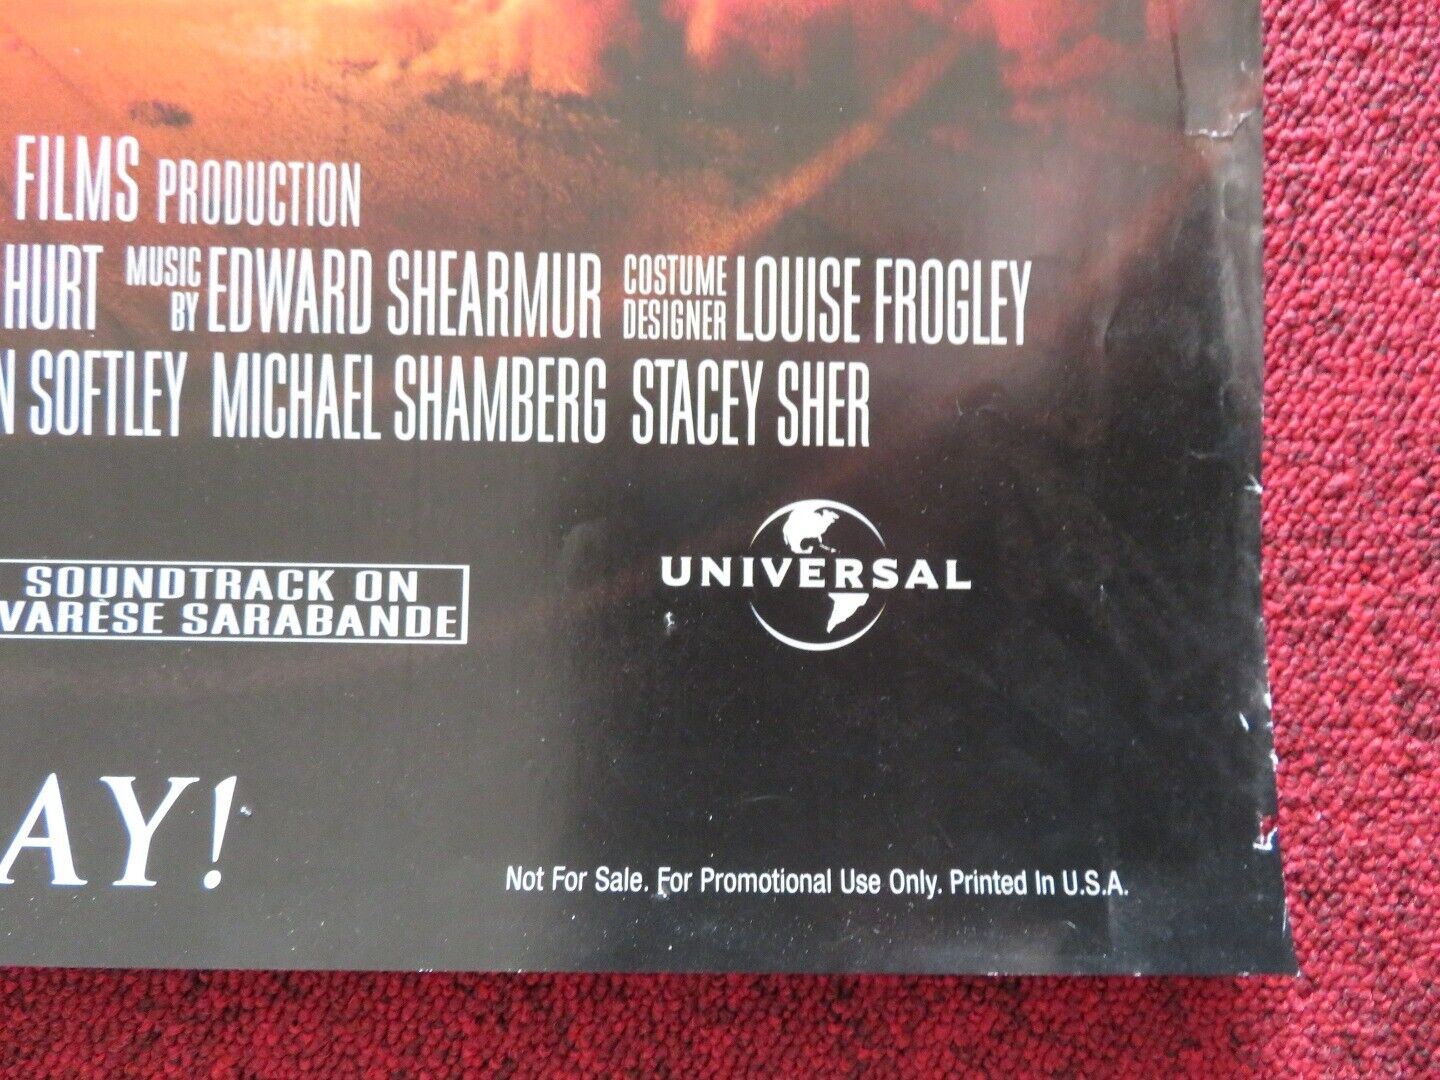 FILMS PRODUCTION
HURT MUSIC BY EDWARD SHEARMUR COSTUME DESIGNER LOUISE FROGLEY
N SOFTLEY MICHAEL SHAMBERG STACEY SHER
SOUNDTRACK ON
VARÈSE SARABANDE
UNIVERSAL
AY!
Not For Sale. For Promotional Use Only. Printed In U.S.A.